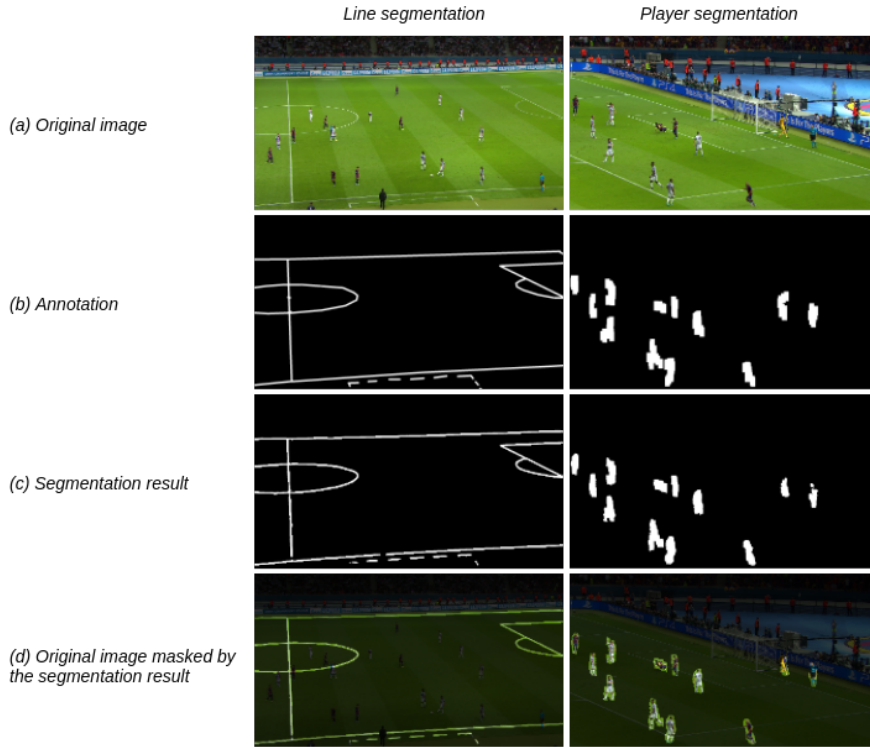 Line segmentation
Player segmentation
(a) Original image
(b) Annotation
(c) Segmentation result
(d) Original image masked by
the segmentation result